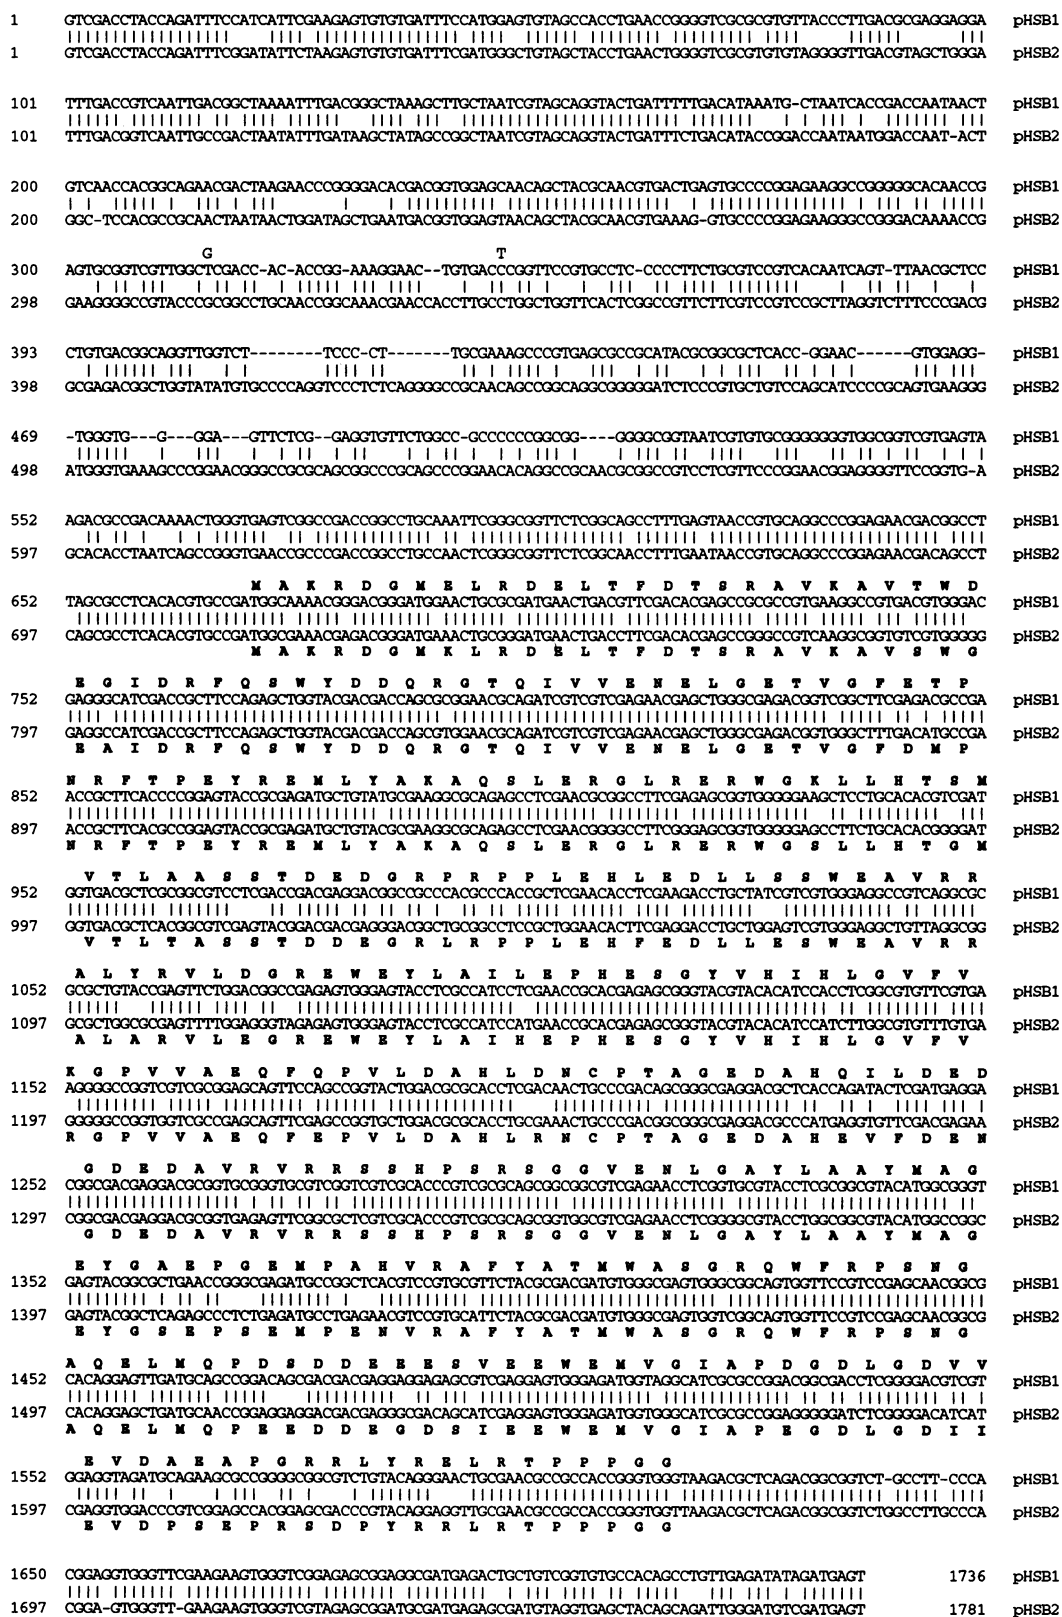 1 GTCGACCTACCAGATTTCCATCATTCGAAGAGTGTGTGATTTCCATGGAGTGTAGCCACCTGAACCGGGGTCGCGCGTGTTACCCTTGACGCGAGGAGGA pHSB1
1 GTCGACCTACCAGATTTCGGATATTCTAAGAGTGTGTGATTTCGATGGGCTGTAGCTACCTGAACTGGGGTCGCGTGTGTAGGGGTTGACGTAGCTGGGA pHSB2
101 TTTGACCGTCAATTGACGGCTAAAATTTGACGGGCTAAAGCTTGCTAATCGTAGCAGGTACTGATTTTTGACATAAATG-CTAATCACCGACCAATAACT pHSB1
101 TTTGACGGTCAATTGCCGACTAATATTTGATAAGCTATAGCCGGCTAATCGTAGCAGGTACTGATTTCTGACATACCGGACCAATAATGGACCAAT-ACT pHSB2
200 GTCAACCACGGCAGAACGACTAAGAACCCGGGGACACGACGGTGGAGCAACAGCTACGCAACGTGACTGAGTGCCCCGGAGAAGGCCGGGGGCACAACCG pHSB1
200 GGC-TCCACGCCGCAACTAATAACTGGATAGCTGAATGACGGTGGAGTAACAGCTACGCAACGTGAAAG-GTGCCCCGGAGAAGGGCCGGGACAAAACCG pHSB2
G T
300 AGTGCGGTCGTTGGCTCGACC-AC-ACCGG-AAAGGAAC--TGTGACCCGGTTCCGTGCCTC-CCCCTTCTGCGTCCGTCACAATCAGT-TTAACGCTCC pHSB1
298 GAAGGGGCCGTACCCGCGGCCTGCAACCGGCAAACGAACCACCTTGCCTGGCTGGTTCACTCGGCCGTTCTTCGTCCGTCCGCTTAGGTCTTTCCCGACG pHSB2
393 CTGTGACGGCAGGTTGGTCT--------TCCC-CT-------TGCGAAAGCCCGTGAGCGCCGCATACGCGGCGCTCACC-GGAAC------GTGGAGG- pHSB1
398 GCGAGACGGCTGGTATATGTGCCCCAGGTCCCTCTCAGGGGCCGCAACAGCCGGCAGGCGGGGGATCTCCCGTGCTGTCCAGCATCCCCGCAGTGAAGGG pHSB2
469 -TGGGTG---G---GGA---GTTCTCG--GAGGTGTTCTGGCC-GCCCCCCGGCGG----GGGGCGGTAATCGTGTGCGGGGGGGTGGCGGTCGTGAGTA pHSB1
498 ATGGGTGAAAGCCCGGAACGGGCCGCGCAGCGGCCCGCAGCCCGGAACACAGGCCGCAACGCGGCCGTCCTCGTTCCCGGAACGGAGGGGTTCCGGTG-A pHSB2
552 AGACGCCGACAAAACTGGGTGAGTCGGCCGACCGGCCTGCAAATTCGGGCGGTTCTCGGCAGCCTTTGAGTAACCGTGCAGGCCCGGAGAACGACGGCCT pHSB1
597 GCACACCTAATCAGCCGGGTGAACCGCCCGACCGGCCTGCCAACTCGGGCGGTTCTCGGCAACCTTTGAATAACCGTGCAGGCCCGGAGAACGACAGCCT pHSB2
M A K R D G M E L R D E L T F D T S R A V K A V T W D
652 TAGCGCCTCACACGTGCCGATGGCAAAACGGGACGGGATGGAACTGCGCGATGAACTGACGTTCGACACGAGCCGCGCCGTGAAGGCCGTGACGTGGGAC pHSB1
697 CAGCGCCTCACACGTGCCGATGGCGAAACGAGACGGGATGAAACTGCGGGATGAACTGACCTTCGACACGAGCCGGGCCGTCAAGGCGGTGTCGTGGGGG pHSB2
M A K R D G M K L R D E L T F D T S R A V K A V S W G
E G I D R F Q S W Y D D Q R G T Q I V V E N E L G E T V G F E T P
752 GAGGGCATCGACCGCTTCCAGAGCTGGTACGACGACCAGCGCGGAACGCAGATCGTCGTCGAGAACGAGCTGGGCGAGACGGTCGGCTTCGAGACGCCGA pHSB1
797 GAGGCCATCGACCGCTTCCAGAGCTGGTACGACGACCAGCGTGGAACGCAGATCGTCGTCGAGAACGAGCTGGGCGAGACGGTGGGCTTTGACATGCCGA pHSB2
E A I D R F Q S W Y D D Q R G T Q I V V E N E L G E T V G F D M P
N R F T P E Y R E M L Y A K A Q S L E R G L R E R W G K L L H T S M
852 ACCGCTTCACCCCGGAGTACCGCGAGATGCTGTATGCGAAGGCGCAGAGCCTCGAACGCGGCCTTCGAGAGCGGTGGGGGAAGCTCCTGCACACGTCGAT pHSB1
897 ACCGCTTCACGCCGGAGTACCGCGAGATGCTGTACGCGAAGGCGCAGAGCCTCGAACGGGGCCTTCGGGAGCGGTGGGGGAGCCTTCTGCACACGGGGAT pHSB2
N R F T P E Y R E M L Y A K A Q S L E R G L R E R W G S L L H T G M
V T L A A S S T D E D G R P R P P L E H L E D L L S S W E A V R R
952 GGTGACGCTCGCGGCGTCCTCGACCGACGAGGACGGCCGCCCACGCCCACCGCTCGAACACCTCGAAGACCTGCTATCGTCGTGGGAGGCCGTCAGGCGC pHSB1
997 GGTGACGCTCACGGCGTCGAGTACGGACGACGAGGGACGGCTGCGGCCTCCGCTGGAACACTTCGAGGACCTGCTGGAGTCGTGGGAGGCTGTTAGGCGG pHSB2
V T L T A S S T D D E G R L R P P L E H F E D L L E S W E A V R R
A L Y R V L D G R E W E Y L A I L E P H E S G Y V H I H L G V F V
1052 GCGCTGTACCGAGTTCTGGACGGCCGAGAGTGGGAGTACCTCGCCATCCTCGAACCGCACGAGAGCGGGTACGTACACATCCACCTCGGCGTGTTCGTGA pHSB1
1097 GCGCTGGCGCGAGTTTTGGAGGGTAGAGAGTGGGAGTACCTCGCCATCCATGAACCGCACGAGAGCGGGTACGTACACATCCATCTTGGCGTGTTTGTGA pHSB2
A L A R V L E G R E W E Y L A I H E P H E S G Y V H I H L G V F V
K G P V V A E Q F Q P V L D A H L D N C P T A G E D A H Q I L D E D
1152 AGGGGCCGGTCGTCGCGGAGCAGTTCCAGCCGGTACTGGACGCGCACCTCGACAACTGCCCGACAGCGGGCGAGGACGCTCACCAGATACTCGATGAGGA pHSB1
1197 GGGGGCCGGTGGTCGCCGAGCAGTTCGAGCCGGTGCTGGACGCGCACCTGCGAAACTGCCCGACGGCGGGCGAGGACGCCCATGAGGTGTTCGACGAGAA pHSB2
R G P V V A E Q F E P V L D A H L R N C P T A G E D A H E V F D E N
G D E D A V R V R R S S H P S R S G G V E N L G A Y L A A Y M A G
1252 CGGCGACGAGGACGCGGTGCGGGTGCGTCGGTCGTCGCACCCGTCGCGCAGCGGCGGCGTCGAGAACCTCGGTGCGTACCTCGCGGCGTACATGGCGGGT pHSB1
1297 CGGCGACGAGGACGCGGTGAGAGTTCGGCGCTCGTCGCACCCGTCGCGCAGCGGTGGCGTCGAGAACCTCGGGGCGTACCTGGCGGCGTACATGGCCGGC pHSB2
G D E D A V R V R R S S H P S R S G G V E N L G A Y L A A Y M A G
E Y G A E P G E M P A H V R A F Y A T M W A S G R Q W F R P S N G
1352 GAGTACGGCGCTGAACCGGGCGAGATGCCGGCTCACGTCCGTGCGTTCTACGCGACGATGTGGGCGAGTGGGCGGCAGTGGTTCCGTCCGAGCAACGGCG pHSB1
1397 GAGTACGGCTCAGAGCCCTCTGAGATGCCTGAGAACGTCCGTGCATTCTACGCGACGATGTGGGCGAGTGGTCGGCAGTGGTTCCGTCCGAGCAACGGCG pHSB2
E Y G S E P S E M P E N V R A F Y A T M W A S G R Q W F R P S N G
A Q E L M Q P D S D D E E E S V E E W E M V G I A P D G D L G D V V
1452 CACAGGAGTTGATGCAGCCGGACAGCGACGACGAGGAGGAGAGCGTCGAGGAGTGGGAGATGGTAGGCATCGCGCCGGACGGCGACCTCGGGGACGTCGT pHSB1
1497 CACAGGAGCTGATGCAACCGGAGGAGGACGACGAGGGCGACAGCATCGAGGAGTGGGAGATGGTGGGCATCGCGCCGGAGGGGGATCTCGGGGACATCAT pHSB2
A Q E L M Q P E E D D E G D S I E E W E M V G I A P E G D L G D I I
E V D A E A P G R R L Y R E L R T P P P G G
1552 GGAGGTAGATGCAGAAGCGCCGGGGCGGCGTCTGTACAGGGAACTGCGAACGCCGCCACCGGGTGGGTAAGACGCTCAGACGGCGGTCT-GCCTT-CCCA pHSB1
1597 CGAGGTGGACCCGTCGGAGCCACGGAGCGACCCGTACAGGAGGTTGCGAACGCCGCCACCGGGTGGTTAAGACGCTCAGACGGCGGTCTGGCCTTGCCCA pHSB2
E V D P S E P R S D P Y R R L R T P P P G G
1650 CGGAGGTGGGTTCGAAGAAGTGGGTCGGAGAGCGGAGGCGATGAGACTGCTGTCGGTGTGCCACAGCCTGTTGAGATATAGATGAGT 1736 pHSB1
1697 CGGA-GTGGGTT-GAAGAAGTGGGTCGTAGAGCGGATGCGATGAGAGCGATGTAGGTGAGCTACAGCAGATTGGGATGTCGATGAGT 1781 pHSB2